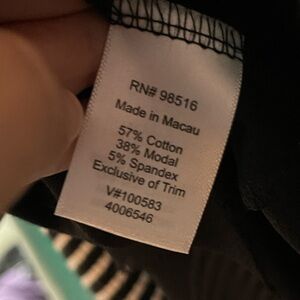 RN# 98516
Made in Macau
57% Cotton
38% Modal
5% Spandex
Exclusive of Trim
V#100583
4006546